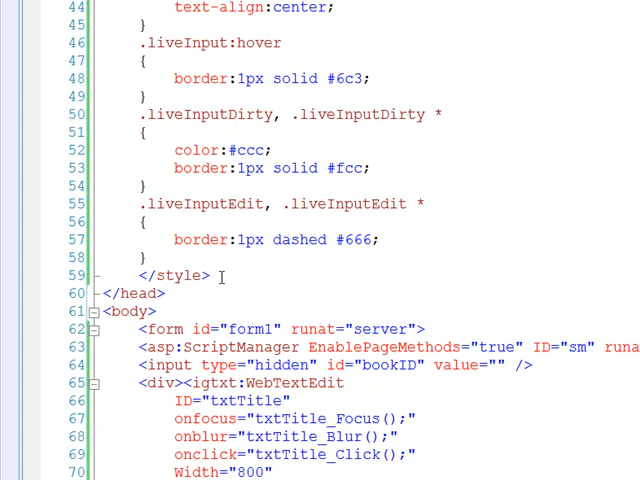 44 text-align:center;
45 }
46 .liveInput:hover
47 {
48 border:1px solid #6c3;
49 }
50 .liveInputDirty, .liveInputDirty *
51 {
52 color:#ccc;
53 border:1px solid #fcc;
54 }
55 .liveInputEdit, .liveInputEdit *
56 {
57 border:1px dashed #666;
58 }
59 </style>
60 </head>
61 <body>
62 <form id="form1" runat="server">
63 <asp:ScriptManager EnablePageMethods="true" ID="sm" runa
64 <input type="hidden" id="bookID" value="" />
65 <div><igtxt:WebTextEdit
66 ID="txtTitle"
67 onfocus="txtTitle_Focus();"
68 onblur="txtTitle_Blur();"
69 onclick="txtTitle_Click();"
70 Width="800"